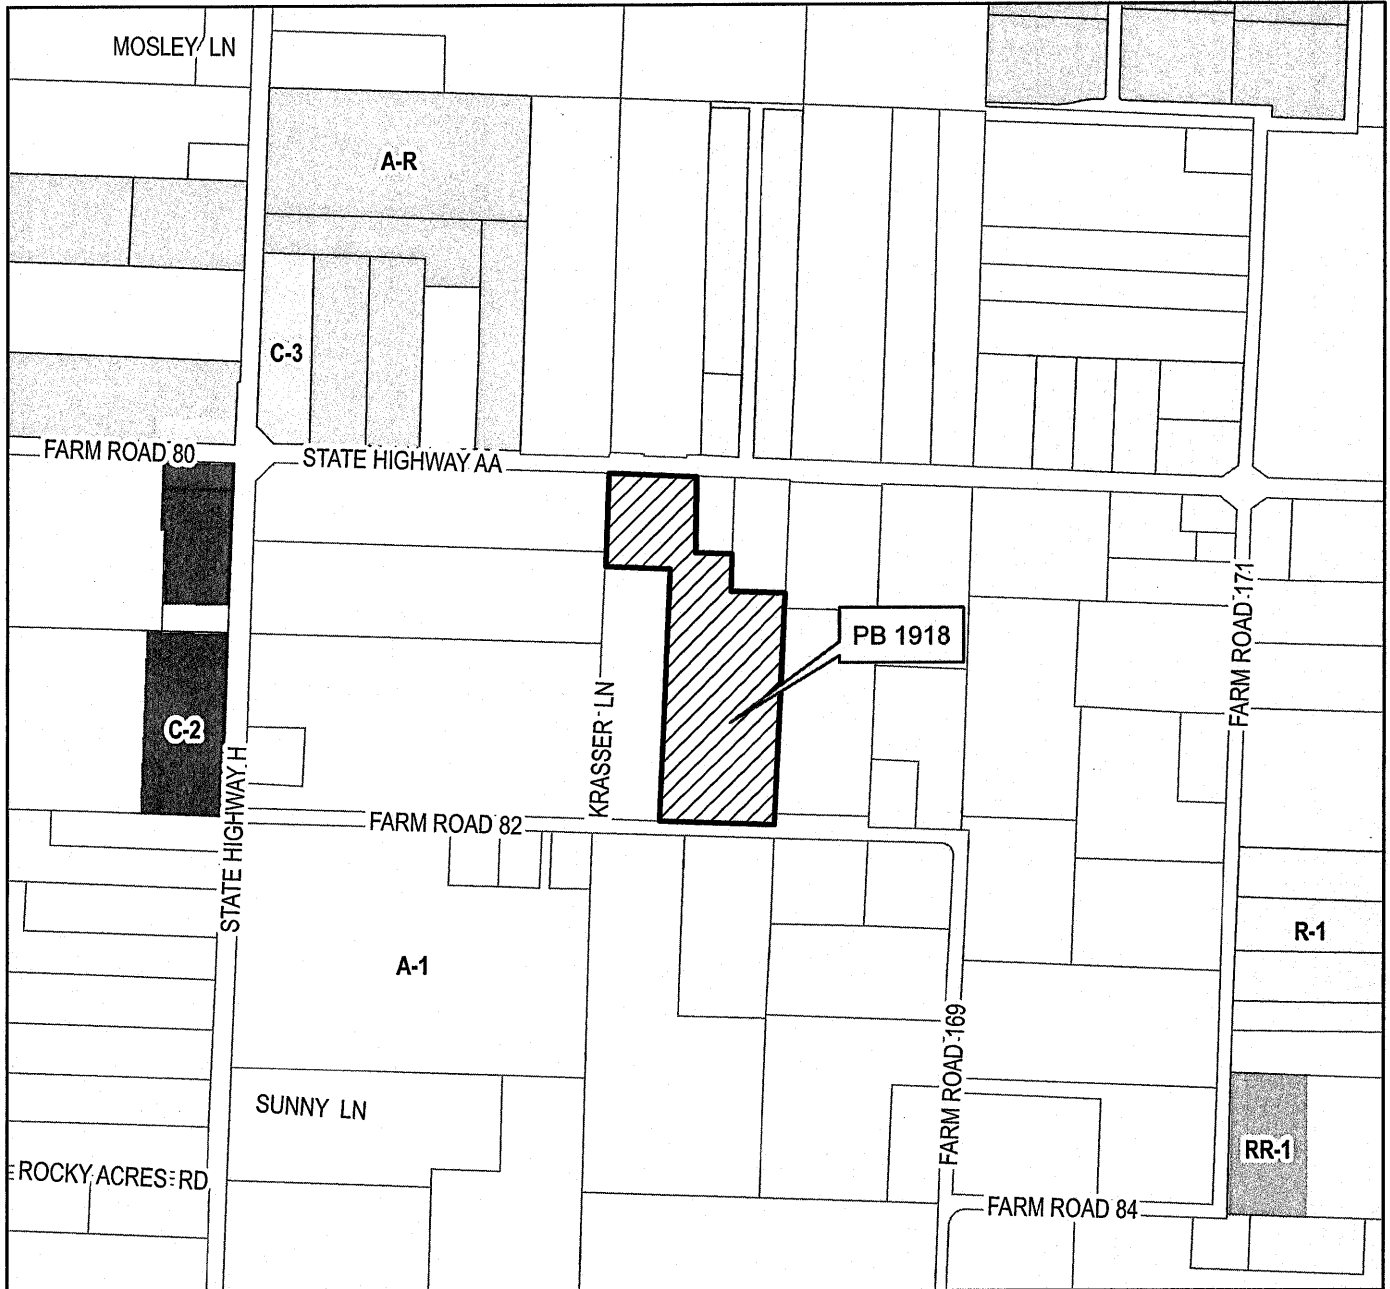 MOSLEY LN
A-R
C-3
FARM ROAD 80
STATE HIGHWAY AA
FARM ROAD 171
PB 1918
C-2
KRASSER LN
STATE HIGHWAY H
FARM ROAD 82
R-1
A-1
FARM ROAD 169
SUNNY LN
RR-1
ROCKY ACRES RD
FARM ROAD 84